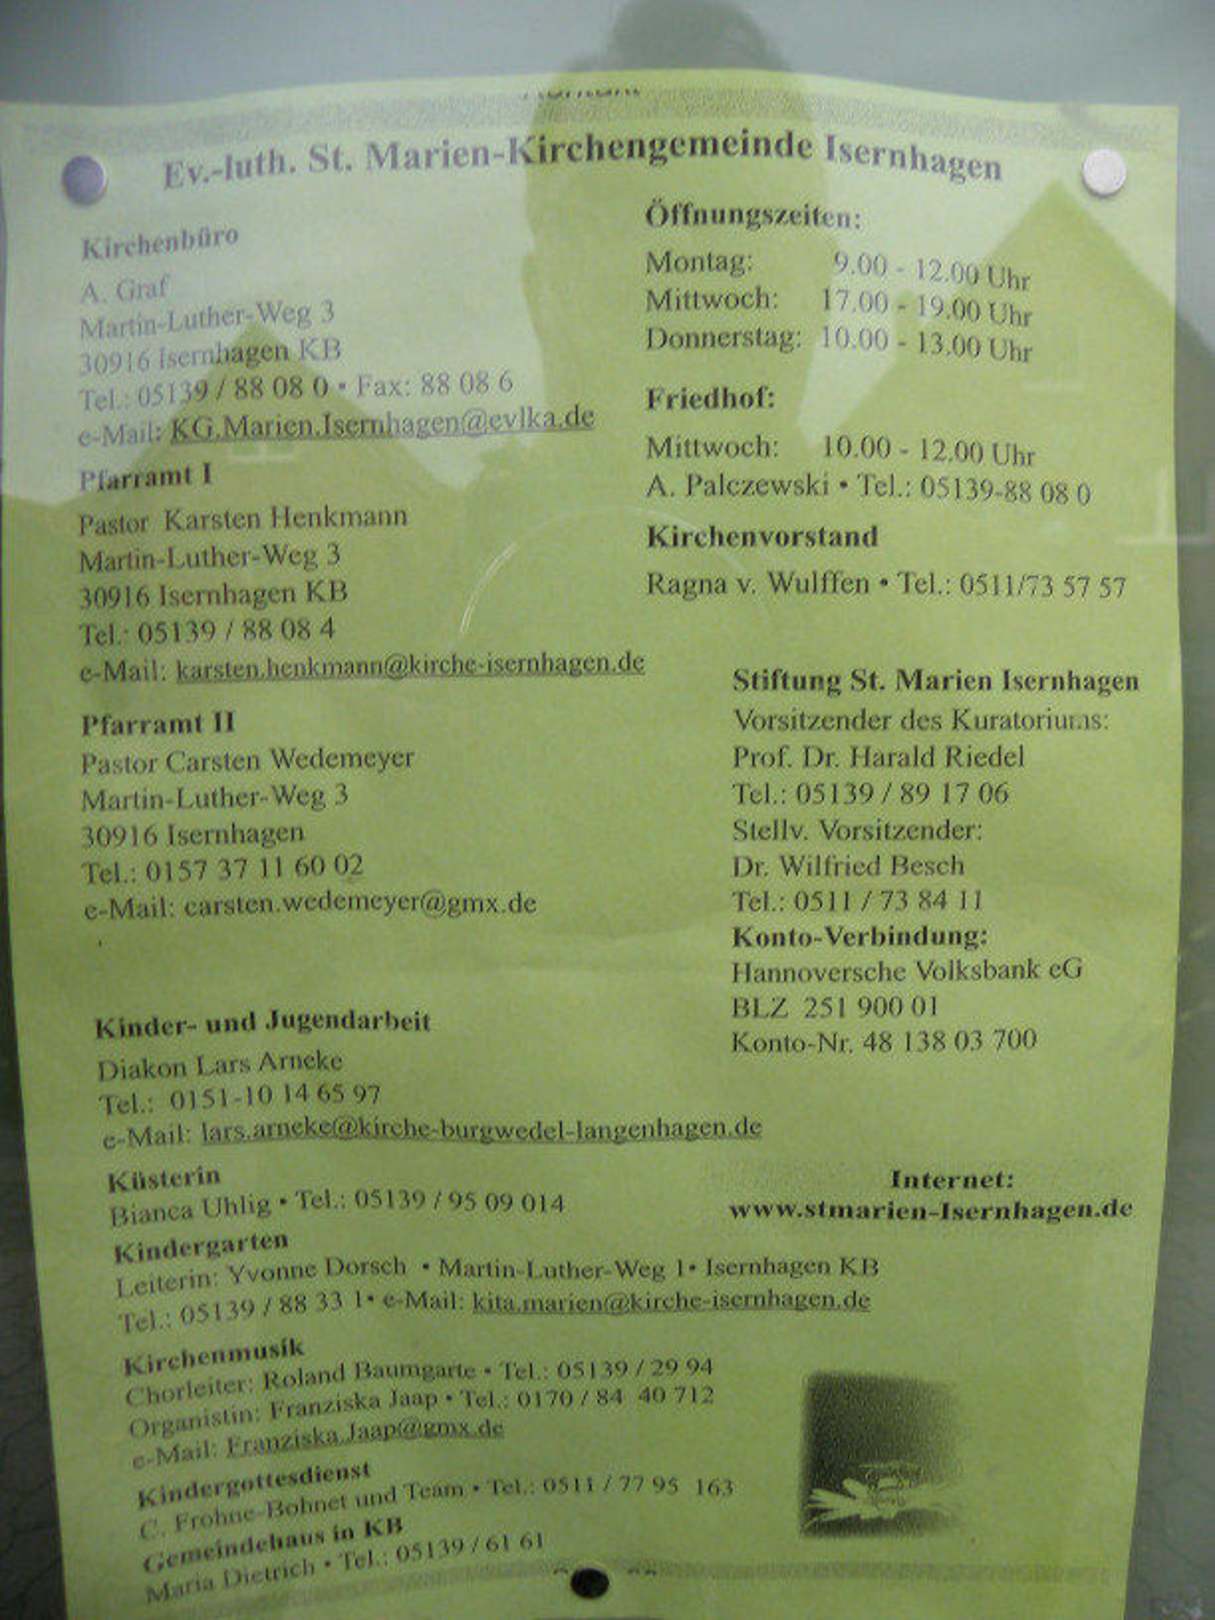 Ev.-luth. St. Marien-Kirchengemeinde Isernhagen
Kirchenbüro
A. Graf
Martin-Luther-Weg 3
30916 Isernhagen KB
Tel.: 05139 / 88 08 0 • Fax: 88 08 6
e-Mail: KG.Marien.Isernhagen@evlka.de
Pfarramt I
Pastor Karsten Henkmann
Martin-Luther-Weg 3
30916 Isernhagen KB
Tel.: 05139 / 88 08 4
e-Mail: karsten.henkmann@kirche-isernhagen.de
Pfarramt II
Pastor Carsten Wedemeyer
Martin-Luther-Weg 3
30916 Isernhagen
Tel.: 0157 37 11 60 02
e-Mail: carsten.wedemeyer@gmx.de
Öffnungszeiten:
Montag: 9.00 - 12.00 Uhr
Mittwoch: 17.00 - 19.00 Uhr
Donnerstag: 10.00 - 13.00 Uhr
Friedhof:
Mittwoch: 10.00 - 12.00 Uhr
A. Palczewski • Tel.: 05139-88 08 0
Kirchenvorstand
Ragna v. Wulffen • Tel.: 0511/73 57 57
Stiftung St. Marien Isernhagen
Vorsitzender des Kuratoriums:
Prof. Dr. Harald Riedel
Tel.: 05139 / 89 17 06
Stellv. Vorsitzender:
Dr. Wilfried Besch
Tel.: 0511 / 73 84 11
Konto-Verbindung:
Hannoversche Volksbank eG
BLZ 251 900 01
Konto-Nr. 48 138 03 700
Kinder- und Jugendarbeit
Diakon Lars Arneke
Tel.: 0151-10 14 65 97
e-Mail: lars.arneke@kirche-burgwedel-langenhagen.de
Küsterin
Bianca Uhlig • Tel.: 05139 / 95 09 014
Internet:
www.stmarien-Isernhagen.de
Kindergarten
Leiterin: Yvonne Dorsch • Martin-Luther-Weg 1• Isernhagen KB
Tel.: 05139 / 88 33 1• e-Mail: kita.marien@kirche-isernhagen.de
Kirchenmusik
Chorleiter: Roland Baumgarte • Tel.: 05139 / 29 94
Organistin: Franziska Jaap • Tel.: 0170 / 84 40 712
e-Mail: Franziska.Jaap@gmx.de
Kindergottesdienst
C. Frohne-Bohnet und Team • Tel.: 0511 / 77 95 163
Gemeindehaus in KB
Maria Dietrich • Tel.: 05139 / 61 61